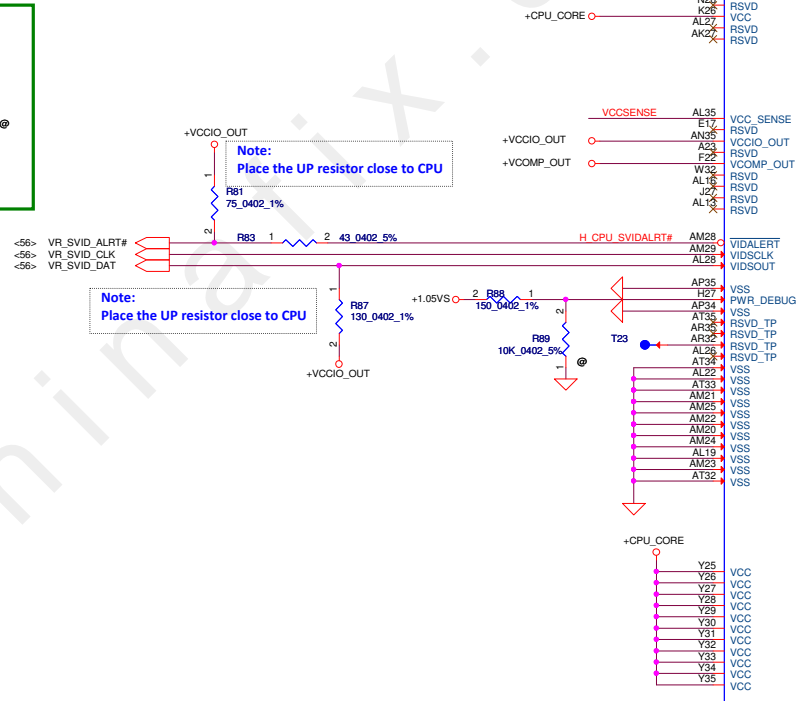 +CPU_CORE
K26
VCC
RSVD
AL27
RSVD
AK27
RSVD
@
VCCSENSE
AL35
VCC_SENSE
E17
RSVD
+VCCIO_OUT
AN35
VCCIO_OUT
A23
RSVD
+VCOMP_OUT
F22
VCOMP_OUT
W32
RSVD
AL16
RSVD
J27
RSVD
AL13
RSVD
+VCCIO_OUT
Note:
Place the UP resistor close to CPU
1
R81
75_0402_1%
2
<56> VR_SVID_ALRT# R83 1 2 43_0402_5% H_CPU_SVIDALRT# AM28 VIDALERT
<56> VR_SVID_CLK AM29 VIDSCLK
<56> VR_SVID_DAT AL28 VIDSOUT
Note:
Place the UP resistor close to CPU
1
R87
130_0402_1%
2
+VCCIO_OUT
+1.05VS 2 R88 1
150_0402_1%
2
R89
10K_0402_5%
1
@
T23
AP35 VSS
H27 PWR_DEBUG
AP34 VSS
AT35 RSVD_TP
AR35 RSVD_TP
AR32 RSVD_TP
AL26 RSVD_TP
AT34 VSS
AL22 VSS
AT33 VSS
AM21 VSS
AM25 VSS
AM22 VSS
AM20 VSS
AM24 VSS
AL19 VSS
AM23 VSS
AT32 VSS
+CPU_CORE
Y25 VCC
Y26 VCC
Y27 VCC
Y28 VCC
Y29 VCC
Y30 VCC
Y31 VCC
Y32 VCC
Y33 VCC
Y34 VCC
Y35 VCC